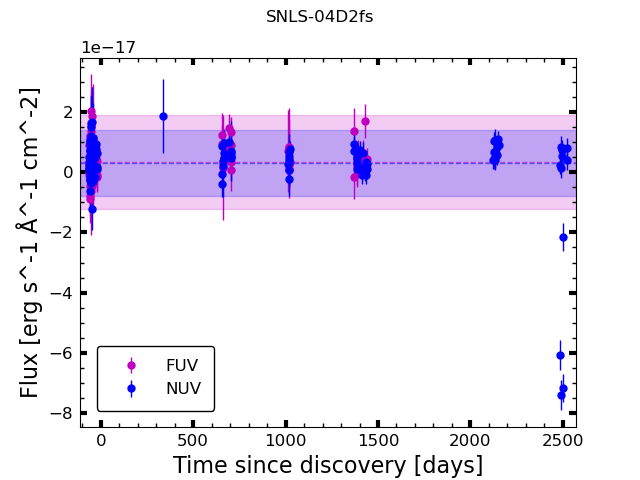 SNLS-04D2fs
1e−17
2
0
−2
−4
−6
−8
Flux [erg s^-1 Å^-1 cm^-2]
FUV
NUV
0 500 1000 1500 2000 2500
Time since discovery [days]